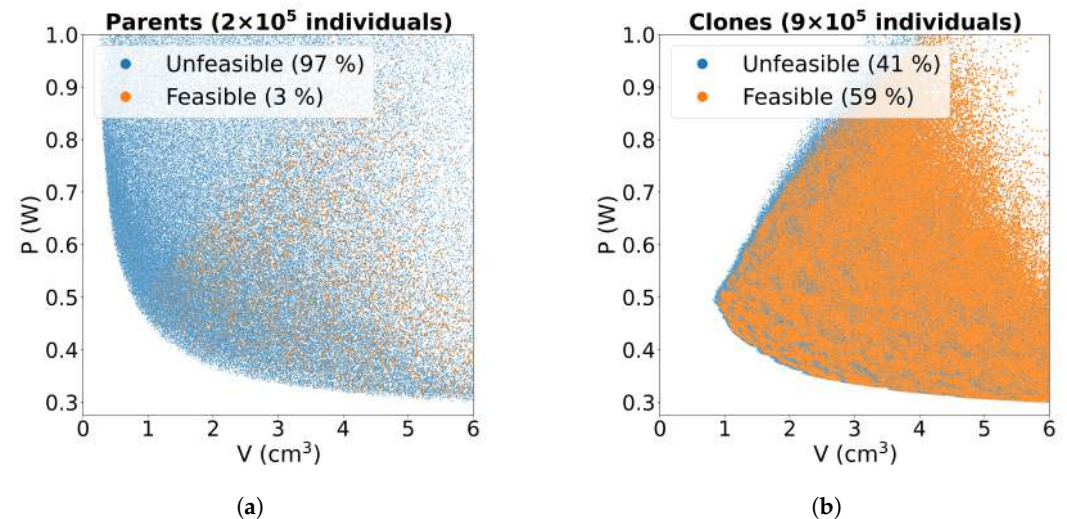 Parents (2×10⁵ individuals)
1.0
0.9
0.8
0.7
0.6
0.5
0.4
0.3
P (W)
Unfeasible (97 %)
Feasible (3 %)
0 1 2 3 4 5 6
V (cm³)
(a)
Clones (9×10⁵ individuals)
1.0
0.9
0.8
0.7
0.6
0.5
0.4
0.3
P (W)
Unfeasible (41 %)
Feasible (59 %)
0 1 2 3 4 5 6
V (cm³)
(b)